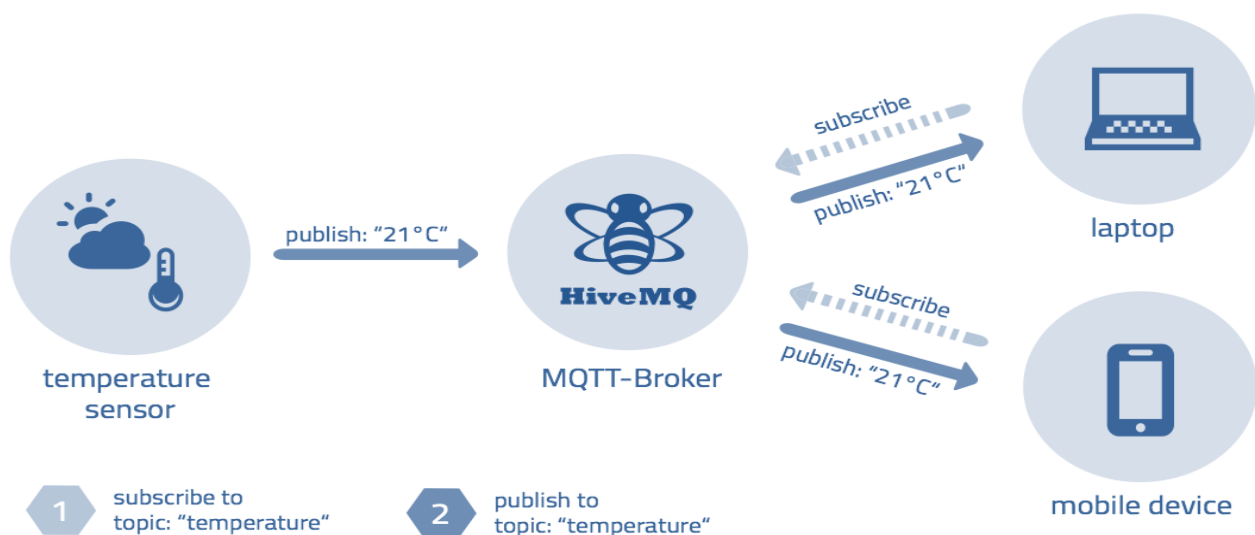 subscribe
publish: “21°C“
laptop
publish: “21°C“
HiveMQ
subscribe
publish: “21°C“
temperature
sensor
MQTT-Broker
mobile device
1
subscribe to
topic: “temperature“
2
publish to
topic: “temperature“